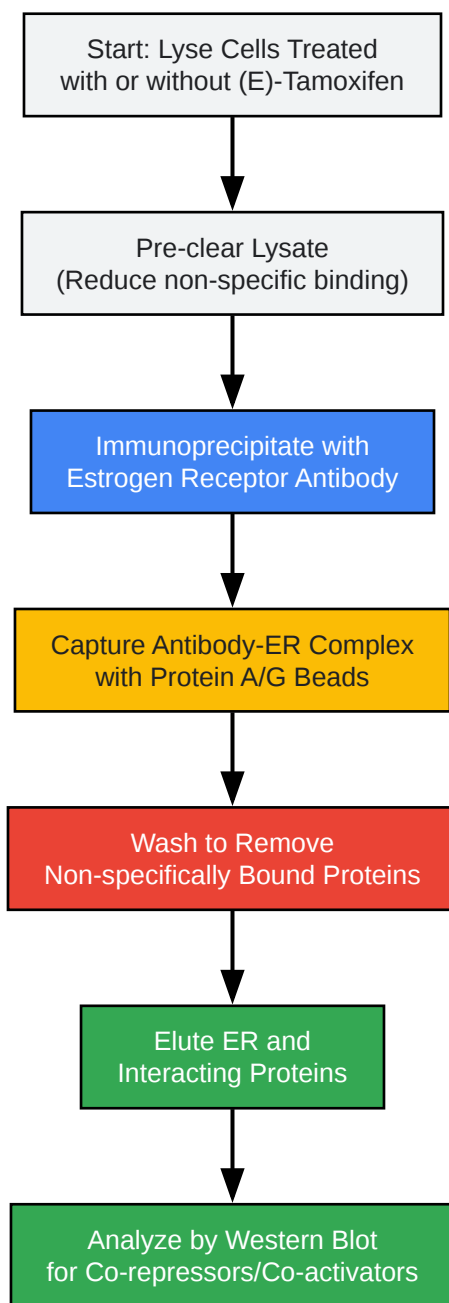 Start: Lyse Cells Treated
with or without (E)-Tamoxifen
Pre-clear Lysate
(Reduce non-specific binding)
Immunoprecipitate with
Estrogen Receptor Antibody
Capture Antibody-ER Complex
with Protein A/G Beads
Wash to Remove
Non-specifically Bound Proteins
Elute ER and
Interacting Proteins
Analyze by Western Blot
for Co-repressors/Co-activators